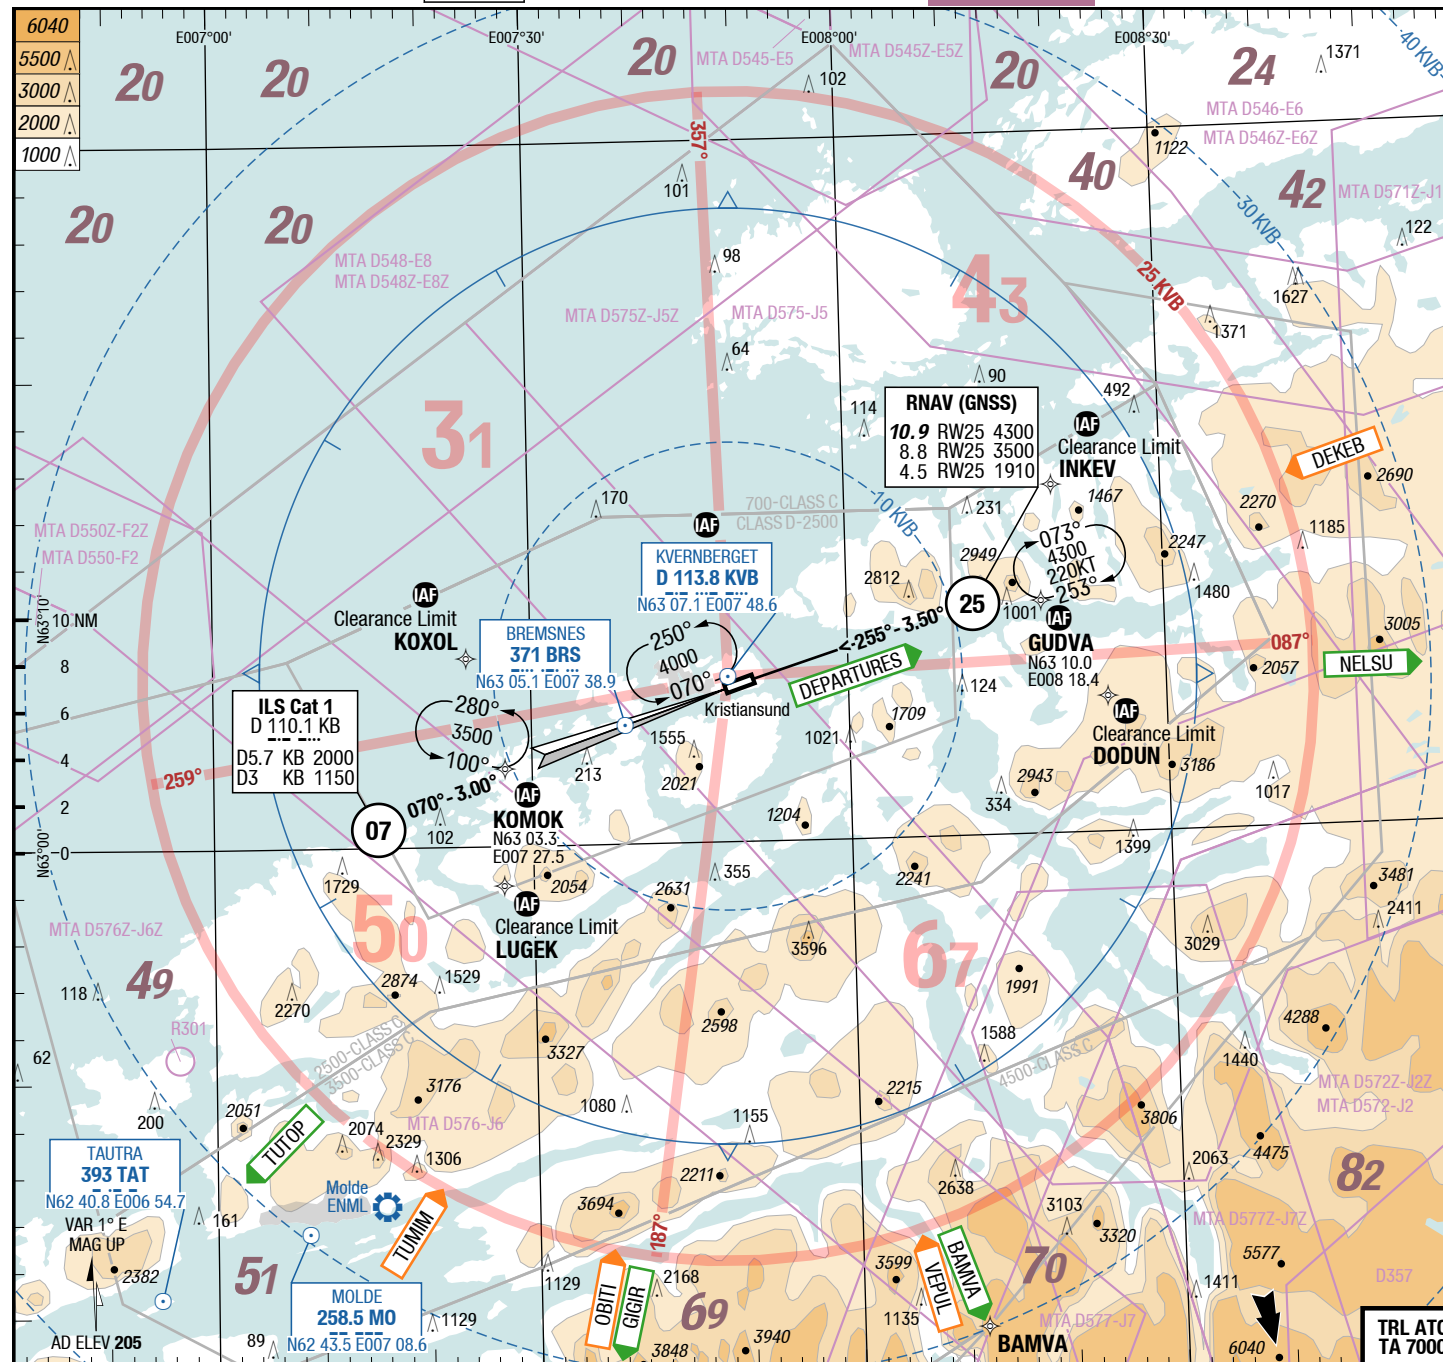 6040
5500
3000
2000
1000
E007°00'
E007°30'
E008°00'
E008°30'
20
20
20
20
24
20
20
40
42
MTA D545-E5
MTA D545Z-E5Z
1371
40 KVB
102
MTA D546-E6
MTA D546Z-E6Z
1122
357°
101
MTA D571Z-J1
122
30 KVB
98
MTA D548-E8
MTA D548Z-E8Z
43
25 KVB
1627
1371
MTA D575Z-J5Z
MTA D575-J5
64
90
492
114
31
RNAV (GNSS)
10.9 RW25 4300
8.8 RW25 3500
4.5 RW25 1910
IAF
Clearance Limit
INKEV
DEKEB
2690
1467
2270
1185
170
700-CLASS C
CLASS D-2500
10 KVB
231
MTA D550Z-F2Z
MTA D550-F2
IAF
KVERNBERGET
D 113.8 KVB
N63 07.1 E007 48.6
2949
2812
073°
4300
220KT
253°
2247
1480
1001
N63°10'
10 NM
8
6
4
2
0
N63°00'
IAF
Clearance Limit
KOXOL
BREMSNES
371 BRS
N63 05.1 E007 38.9
250°
4000
070°
255° - 3.50°
25
IAF
GUDVA
N63 10.0
E008 18.4
087°
3005
2057
NELSU
DEPARTURES
124
Kristiansund
ILS Cat 1
D 110.1 KB
D5.7 KB 2000
D3 KB 1150
280°
3500
100°
1555
2021
213
1709
1021
IAF
Clearance Limit
DODUN
3186
259°
070° - 3.00°
07
102
IAF
KOMOK
N63 03.3
E007 27.5
2943
334
1017
1204
1399
1729
2054
355
2631
2241
3481
2411
IAF
Clearance Limit
LUGEK
50
67
3596
3029
MTA D576Z-J6Z
49
118
2874
1529
2270
1991
R301
2598
4288
1588
1440
62
2500-CLASS C
3500-CLASS C
3327
4500-CLASS C
3176
2215
MTA D572Z-J2Z
MTA D572-J2
200
2051
MTA D576-J6
1080
1155
3806
4475
TUTOP
2074
2329
1306
TAUTRA
393 TAT
N62 40.8 E006 54.7
2211
2638
2063
82
Molde
ENML
3694
VAR 1° E
MAG UP
161
TUMIM
187°
3103
3320
MTA D577Z-J7Z
2382
51
OBITI
GIGIR
1129
2168
69
3599
1135
VEPUL
BAMVA
70
5577
1411
D357
MOLDE
258.5 MO
N62 43.5 E007 08.6
1129
AD ELEV 205
89
3848
3940
MTA D577-J7
BAMVA
6040
TRL ATC
TA 7000